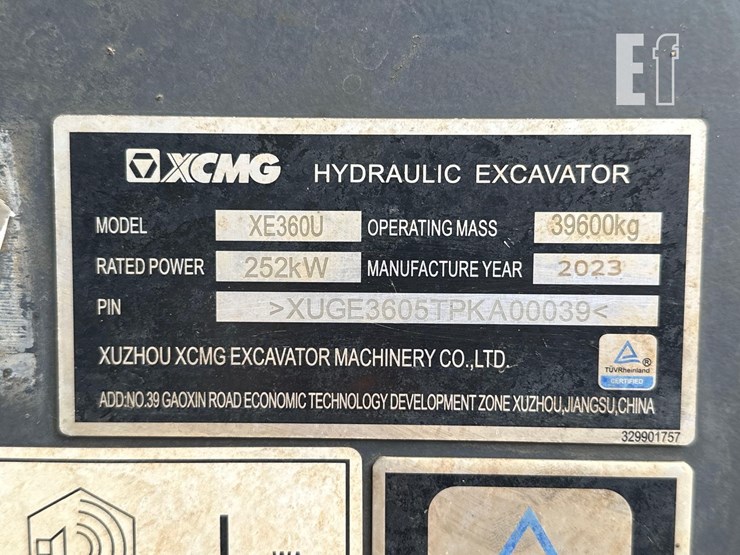 Ef
XCMG HYDRAULIC EXCAVATOR
MODEL XE360U OPERATING MASS 39600kg
RATED POWER 252kW MANUFACTURE YEAR 2023
PIN >XUGE3605TPKA00039<
XUZHOU XCMG EXCAVATOR MACHINERY CO.,LTD.
TÜVRheinland ®
CERTIFIED
ADD:NO.39 GAOXIN ROAD ECONOMIC TECHNOLOGY DEVELOPMENT ZONE XUZHOU,JIANGSU,CHINA
329901757